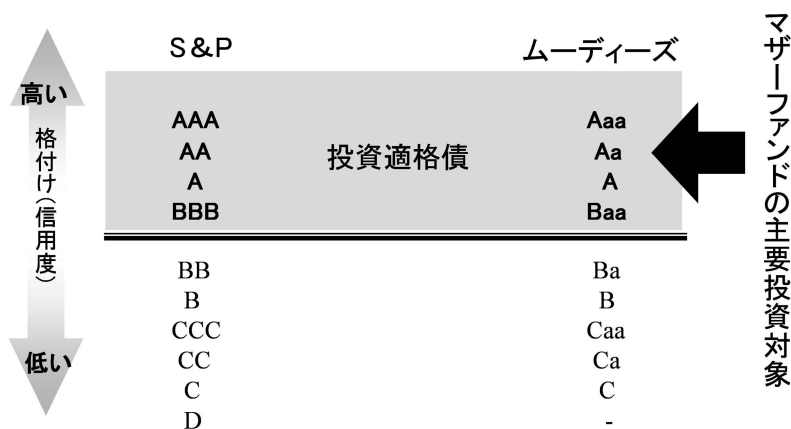 S&P ムーディーズ
高い
格付け(信用度)
低い
AAA Aaa
AA 投資適格債 Aa
A A
BBB Baa
BB Ba
B B
CCC Caa
CC Ca
C C
D -
マザーファンドの主要投資対象